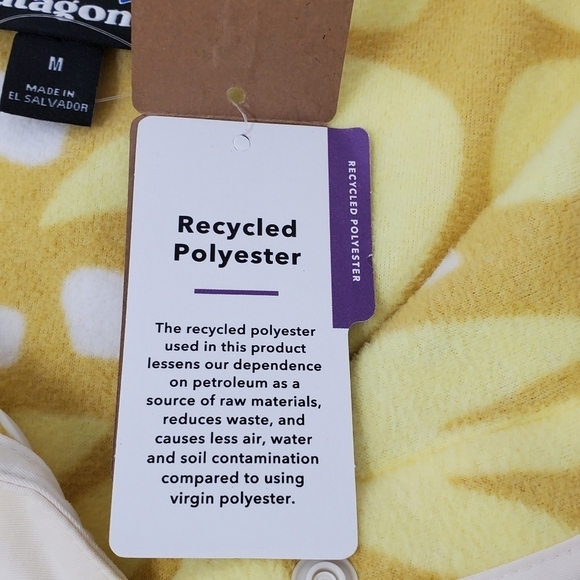 M
MADE IN
EL SALVADOR
RECYCLED POLYESTER
Recycled
Polyester
The recycled polyester
used in this product
lessens our dependence
on petroleum as a
source of raw materials,
reduces waste, and
causes less air, water
and soil contamination
compared to using
virgin polyester.